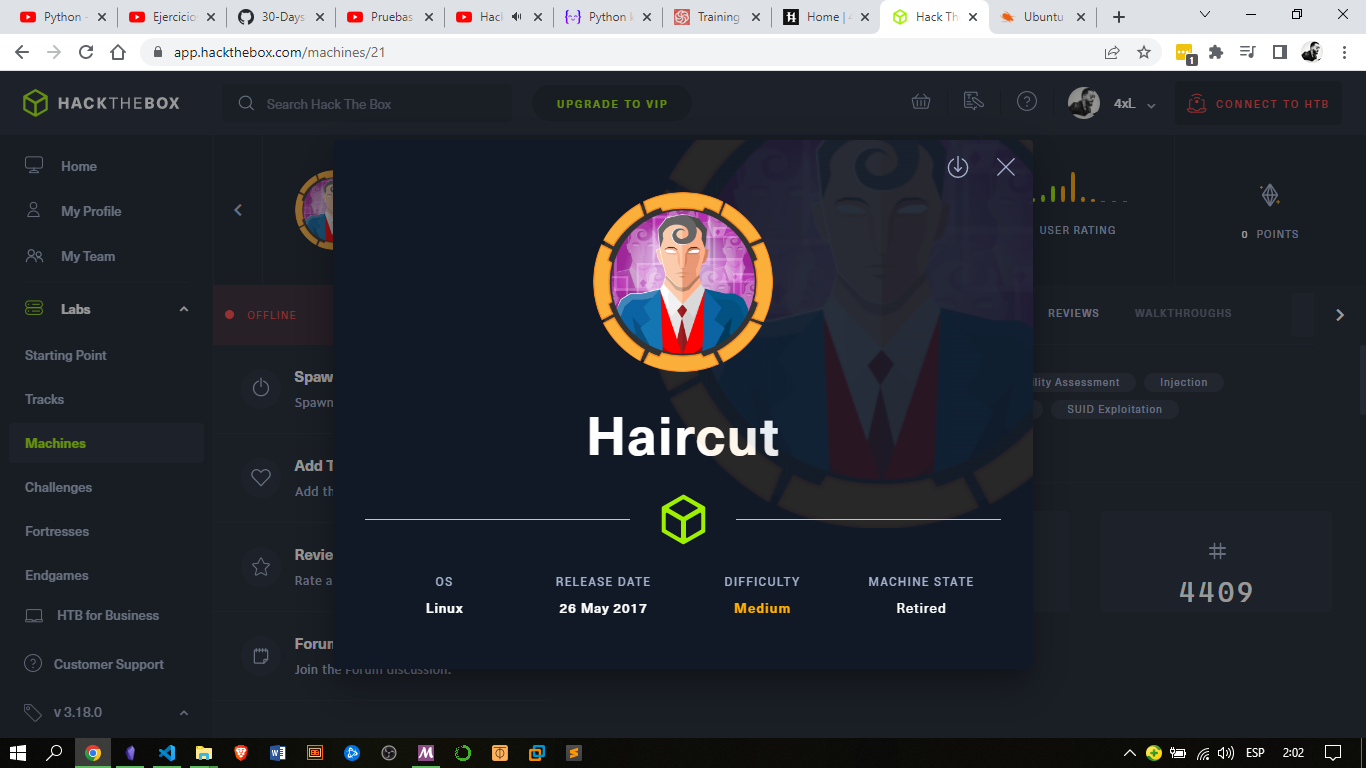 Python -
Ejercicio
30-Days
Pruebas
Hack
Python k
Training
Home |
Hack Th
Ubuntu
app.hackthebox.com/machines/21
1
HACKTHEBOX
Search Hack The Box
UPGRADE TO VIP
4xL
CONNECT TO HTB
Home
My Profile
My Team
Labs
Starting Point
Tracks
Machines
Challenges
Fortresses
Endgames
HTB for Business
Customer Support
v 3.18.0
USER RATING
0 POINTS
OFFLINE
REVIEWS
WALKTHROUGHS
Spaw
Spawn
lity Assessment
Injection
SUID Exploitation
Add T
Add th
Revie
Rate a
4409
Forun
Join the Forum discussion.
Haircut
OS
RELEASE DATE
DIFFICULTY
MACHINE STATE
Linux
26 May 2017
Medium
Retired
ESP
2:02